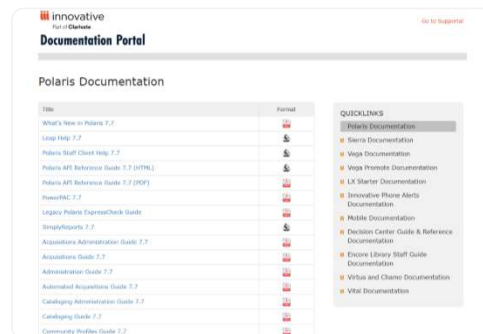 innovative
Part of Clarivate
Go to Supportal
Documentation Portal
Polaris Documentation
Title Format
What's New in Polaris 7.7
Leap Help 7.7
Polaris Staff Client Help 7.7
Polaris API Reference Guide 7.7 (HTML)
Polaris API Reference Guide 7.7 (PDF)
PowerPAC 7.7
Legacy Polaris ExpressCheck Guide
SimplyReports 7.7
Acquisitions Administration Guide 7.7
Acquisitions Guide 7.7
Administration Guide 7.7
Automated Acquisitions Guide 7.7
Cataloging Administration Guide 7.7
Cataloging Guide 7.7
Community Profiles Guide 7.7
QUICKLINKS
Polaris Documentation
Sierra Documentation
Vega Documentation
Vega Promote Documentation
LX Starter Documentation
Innovative Phone Alerts
Documentation
Mobile Documentation
Decision Center Guide & Reference
Documentation
Encore Library Staff Guide
Documentation
Virtua and Chamo Documentation
Vital Documentation